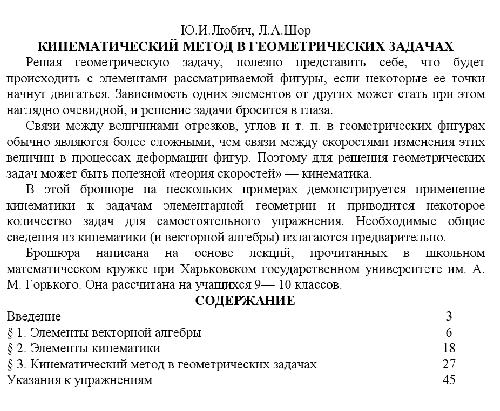 Ю.И.Любич, Л.А.Шор
КИНЕМАТИЧЕСКИЙ МЕТОД В ГЕОМЕТРИЧЕСКИХ ЗАДАЧАХ
Решая геометрическую задачу, полезно представить себе, что будет
происходить с элементами рассматриваемой фигуры, если некоторые ее точки
начнут двигаться. Зависимость одних элементов от других может стать при этом
наглядно очевидной, и решение задачи бросится в глаза.
Связи между величинами отрезков, углов и т. п. в геометрических фигурах
обычно являются более сложными, чем связи между скоростями изменения этих
величин в процессах деформации фигур. Поэтому для решения геометрических
задач может быть полезной «теория скоростей» — кинематика.
В этой брошюре на нескольких примерах демонстрируется применение
кинематики к задачам элементарной геометрии и приводится некоторое
количество задач для самостоятельного упражнения. Необходимые общие
сведения из кинематики (и векторной алгебры) излагаются предварительно.
Брошюра написана на основе лекций, прочитанных в школьном
математическом кружке при Харьковском государственном университете им. А.
М. Горького. Она рассчитана на учащихся 9— 10 классов.
СОДЕРЖАНИЕ
Введение 3
§ 1. Элементы векторной алгебры 6
§ 2. Элементы кинематики 18
§ 3. Кинематический метод в геометрических задачах 27
Указания к упражнениям 45